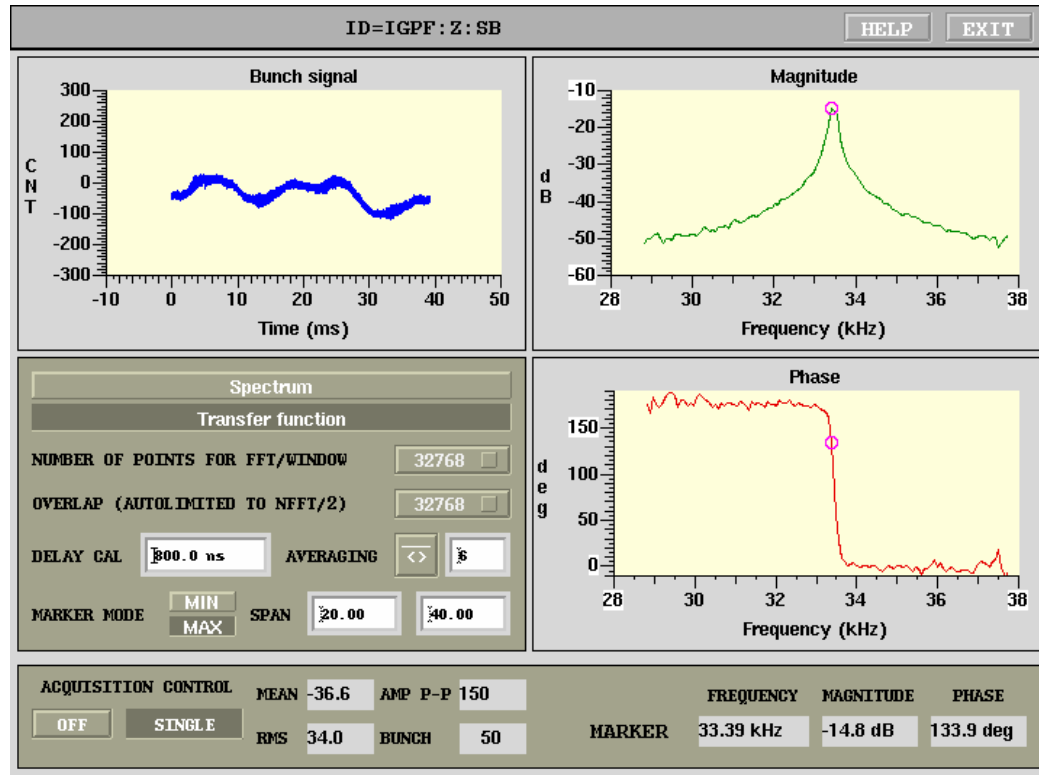 ID=IGPF:Z:SB
HELP
EXIT
Bunch signal
300
200
100
0
-100
-200
-300
CNT
-10 0 10 20 30 40 50
Time (ms)
Magnitude
-10
-20
-30
-40
-50
-60
dB
28 30 32 34 36 38
Frequency (kHz)
Spectrum
Transfer function
NUMBER OF POINTS FOR FFT/WINDOW 32768
OVERLAP (AUTOLIMITED TO NFFT/2) 32768
DELAY CAL 800.0 ns AVERAGING <> 6
MARKER MODE MIN MAX SPAN 20.00 40.00
Phase
150
100
50
0
deg
28 30 32 34 36 38
Frequency (kHz)
ACQUISITION CONTROL
OFF SINGLE
MEAN -36.6 AMP P-P 150
RMS 34.0 BUNCH 50
FREQUENCY MAGNITUDE PHASE
MARKER 33.39 kHz -14.8 dB 133.9 deg